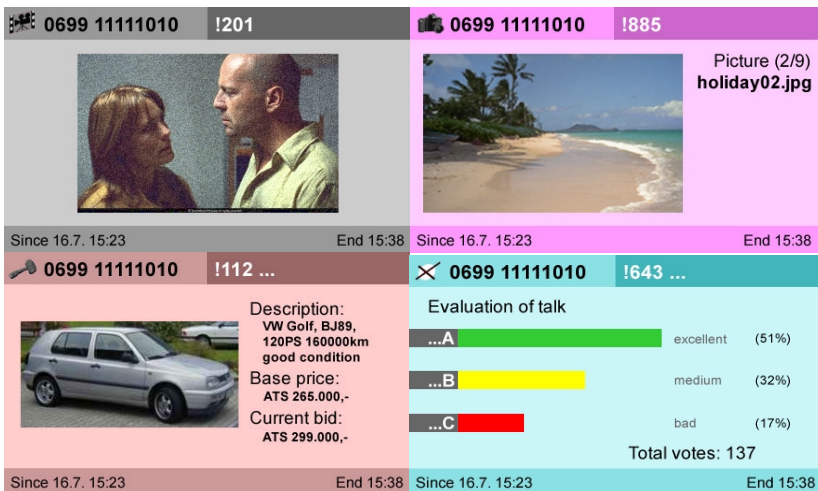 0699 11111010 !201
Since 16.7. 15:23 End 15:38
0699 11111010 !885
Picture (2/9)
holiday02.jpg
Since 16.7. 15:23 End 15:38
0699 11111010 !112 ...
Description:
VW Golf, BJ89,
120PS 160000km
good condition
Base price:
ATS 265.000,-
Current bid:
ATS 299.000,-
Since 16.7. 15:23 End 15:38
0699 11111010 !643 ...
Evaluation of talk
...A excellent (51%)
...B medium (32%)
...C bad (17%)
Total votes: 137
Since 16.7. 15:23 End 15:38